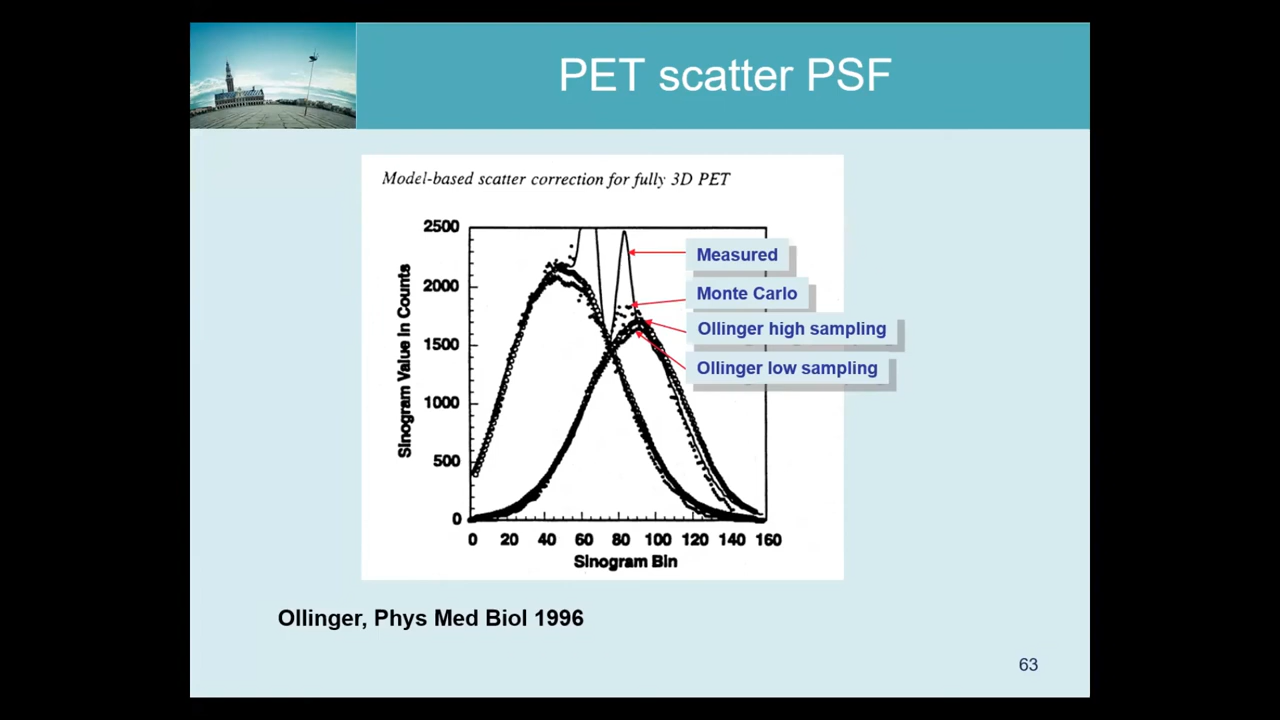 PET scatter PSF
Model-based scatter correction for fully 3D PET
2500
2000
1500
1000
500
0
Sinogram Value in Counts
0 20 40 60 80 100 120 140 160
Sinogram Bin
Measured
Monte Carlo
Ollinger high sampling
Ollinger low sampling
Ollinger, Phys Med Biol 1996
63